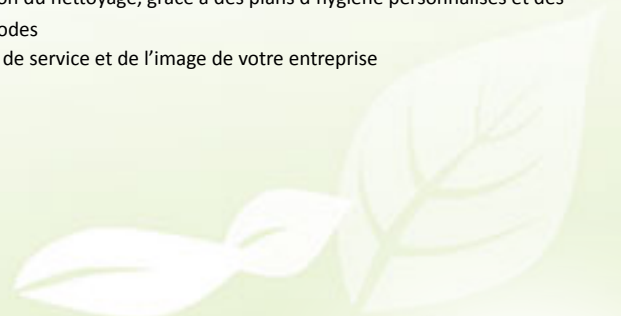 on du nettoyage, grâce à des plans d'hygiène personnalisés et des
odes
de service et de l'image de votre entreprise